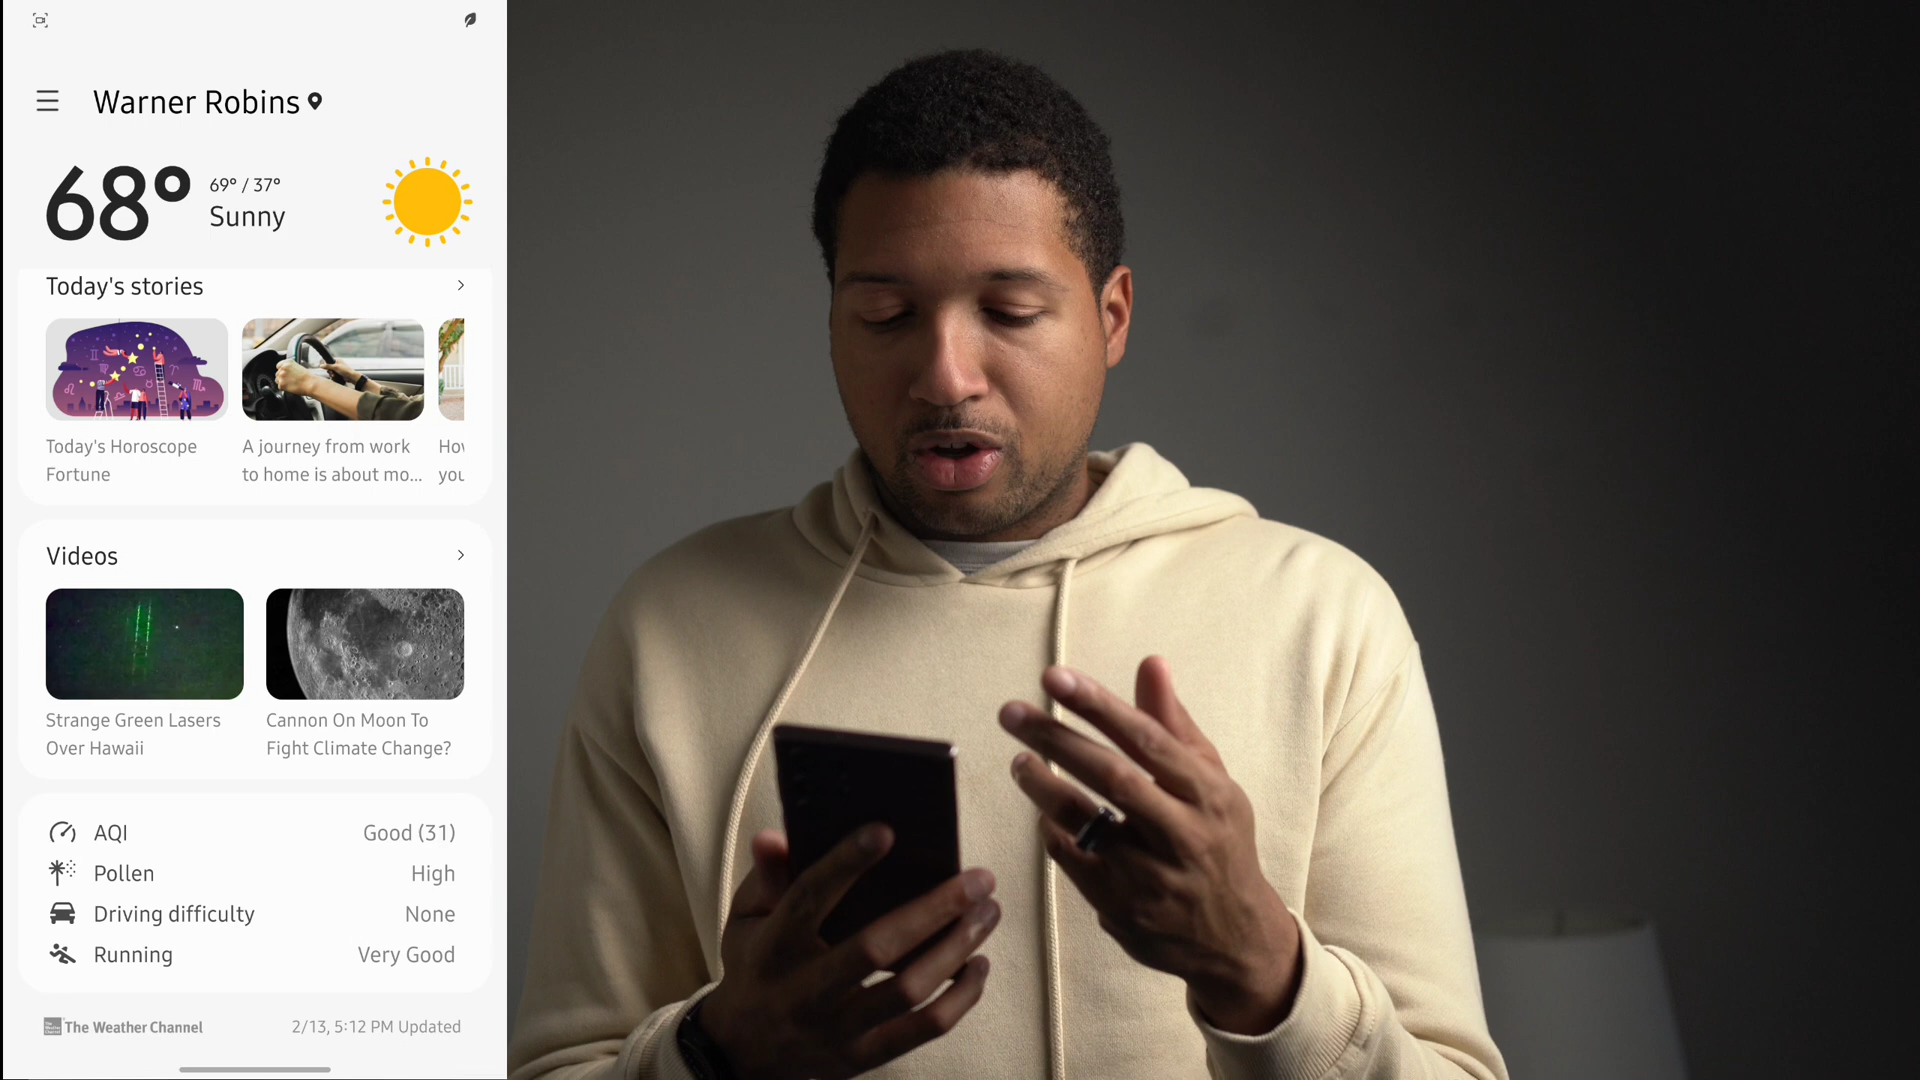 Warner Robins
68°
69° / 37°
Sunny
Today's stories
Today's Horoscope
Fortune
A journey from work
to home is about mo...
Hov
you
Videos
Strange Green Lasers
Over Hawaii
Cannon On Moon To
Fight Climate Change?
AQI Good (31)
Pollen High
Driving difficulty None
Running Very Good
The Weather Channel 2/13, 5:12 PM Updated